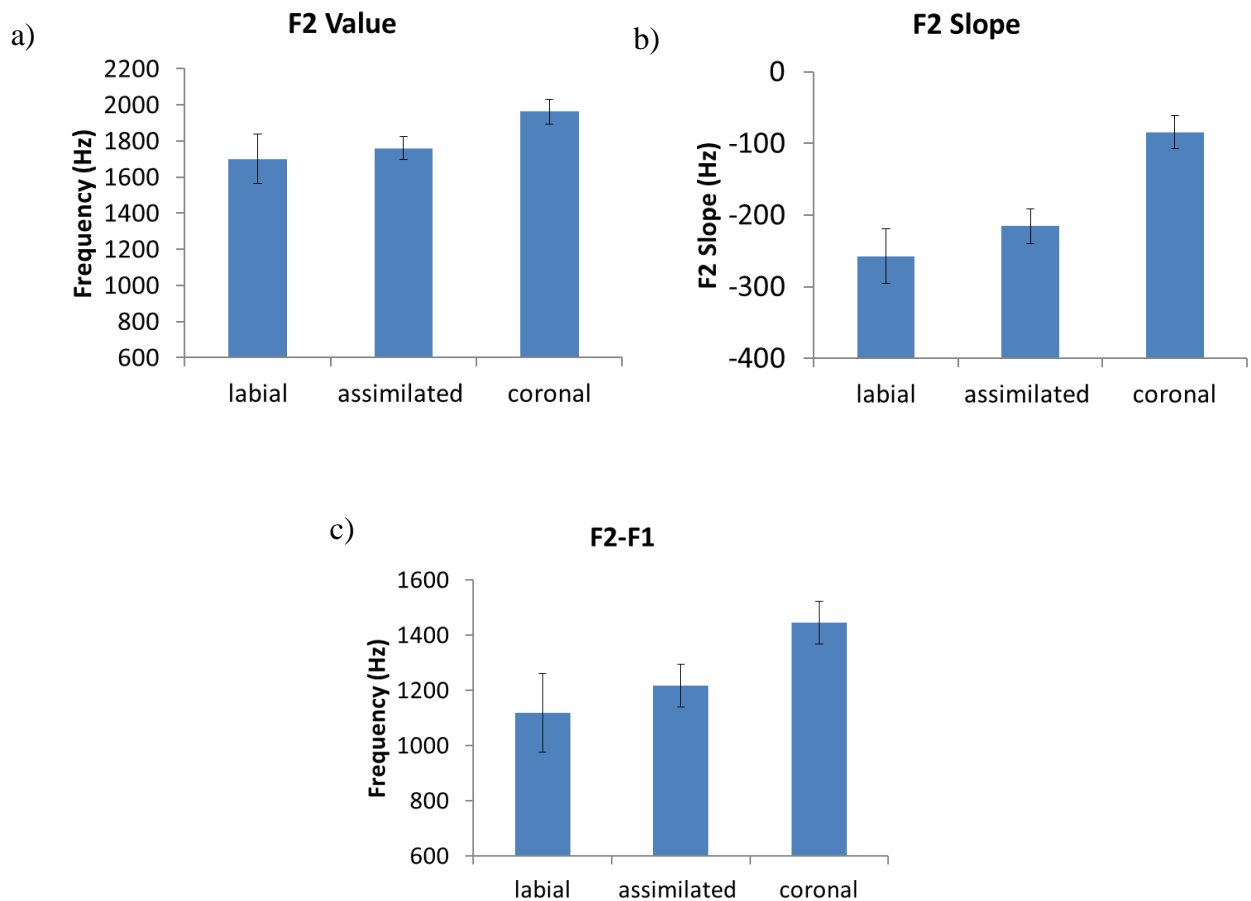 a)
F2 Value
Frequency (Hz)
2200
2000
1800
1600
1400
1200
1000
800
600
labial assimilated coronal
b)
F2 Slope
F2 Slope (Hz)
0
-100
-200
-300
-400
labial assimilated coronal
c)
F2-F1
Frequency (Hz)
1600
1400
1200
1000
800
600
labial assimilated coronal